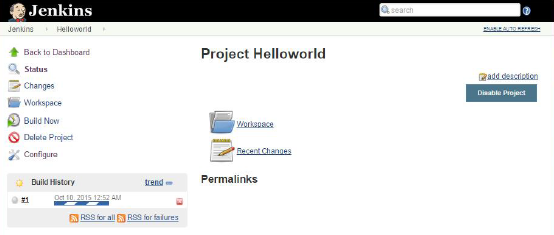 Jenkins
search
Jenkins Helloworld
ENABLE AUTO REFRESH
Back to Dashboard
Status
Changes
Workspace
Build Now
Delete Project
Configure
Build History trend
#1 Oct 10, 2015 12:52 AM
RSS for all RSS for failures
Project Helloworld
add description
Disable Project
Workspace
Recent Changes
Permalinks